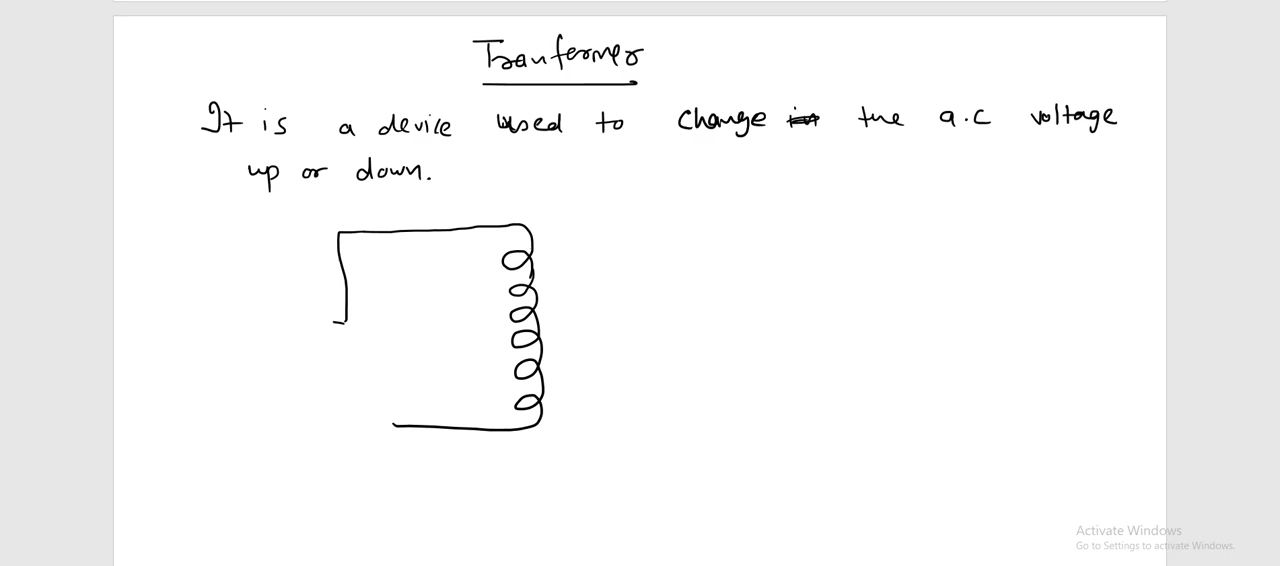 Tranformer
It is a device used to change the a.c voltage
up or down.
Activate Windows
Go to Settings to activate Windows.